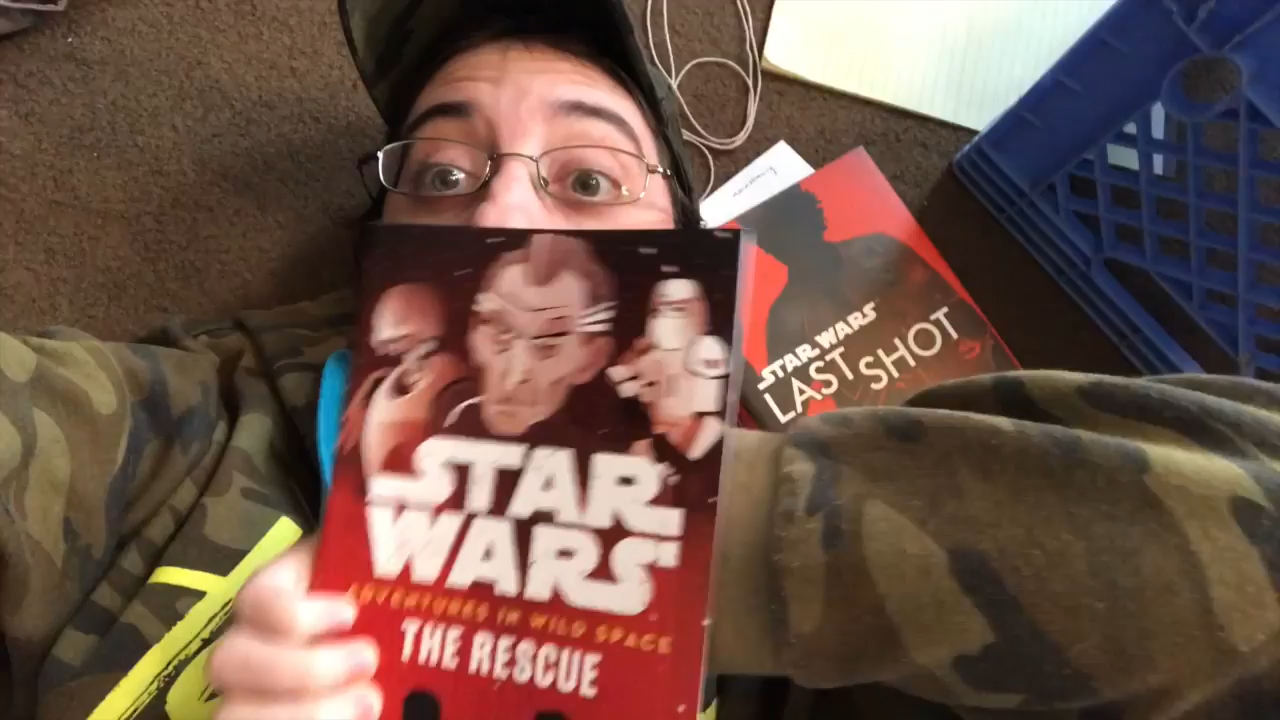 STAR
WARS
ADVENTURES IN WILD SPACE
THE RESCUE
STAR WARS
LAST SHOT